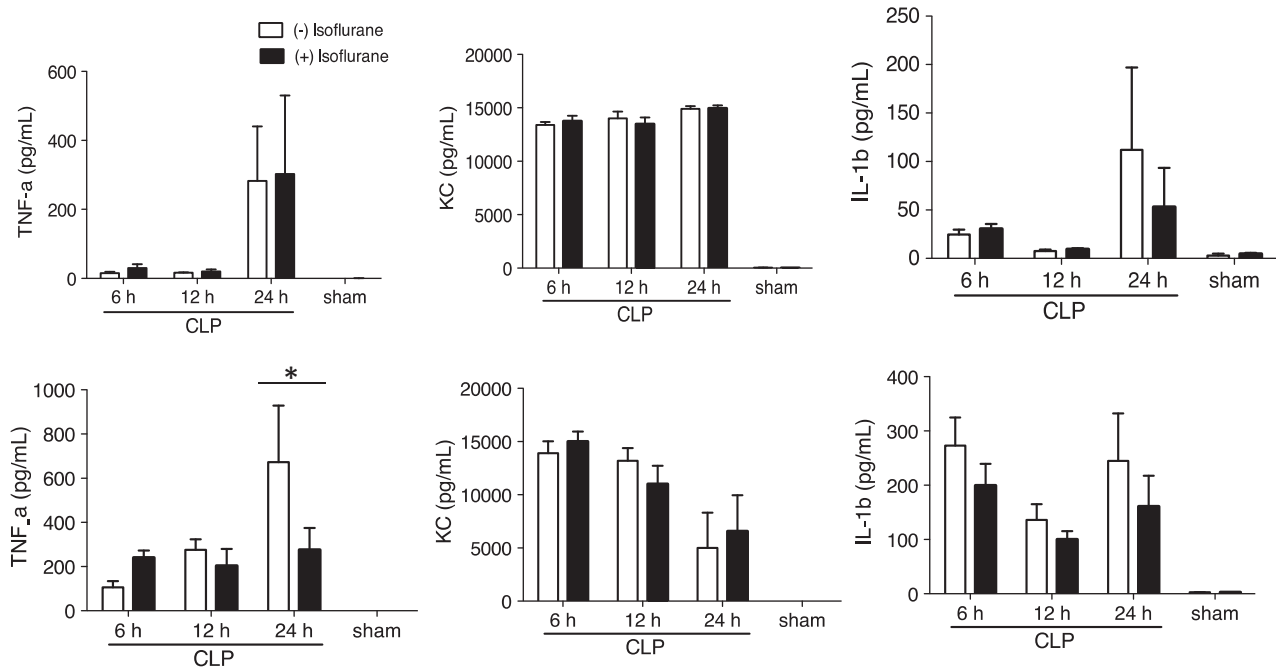 (-) Isoflurane
(+) Isoflurane
TNF-a (pg/mL)
600
400
200
0
6 h 12 h 24 h sham
CLP
KC (pg/mL)
20000
15000
10000
5000
0
6 h 12 h 24 h sham
CLP
IL-1b (pg/mL)
250
200
150
100
50
0
6 h 12 h 24 h sham
CLP
TNF_a (pg/mL)
1000
800
600
400
200
0
*
6 h 12 h 24 h sham
CLP
KC (pg/mL)
20000
15000
10000
5000
0
6 h 12 h 24 h sham
CLP
IL-1b (pg/mL)
400
300
200
100
0
6 h 12 h 24 h sham
CLP